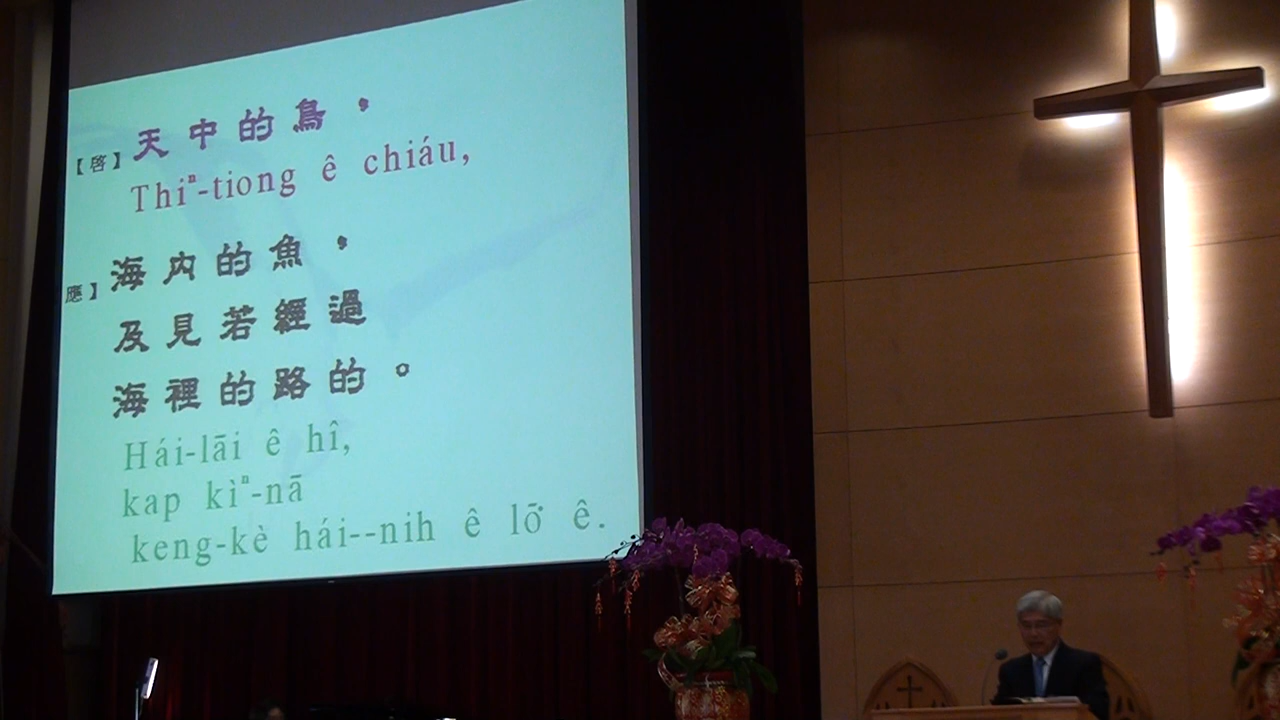 【啓】天中的鳥，
Thiⁿ-tiong ê chiáu,
應】海內的魚，
及見若經過
海裡的路的。
Hái-lāi ê hî,
kap kìⁿ-nā
keng-kè hái--nih ê lō͘ ê.